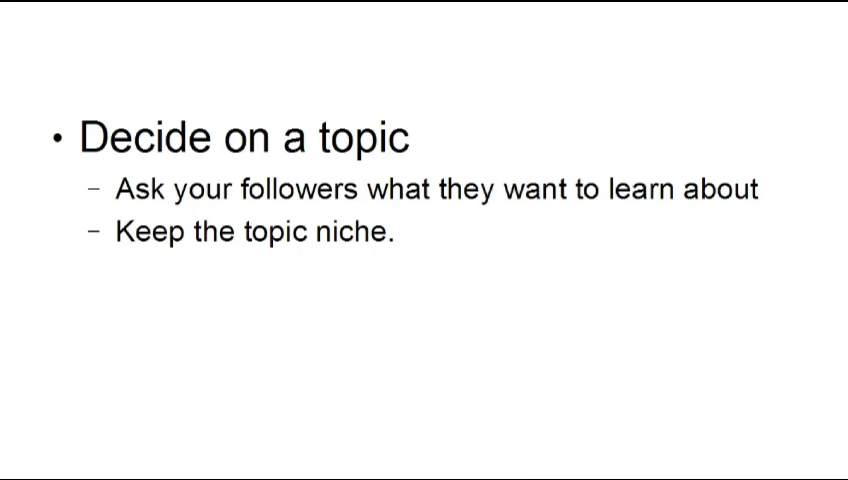 • Decide on a topic
– Ask your followers what they want to learn about
– Keep the topic niche.